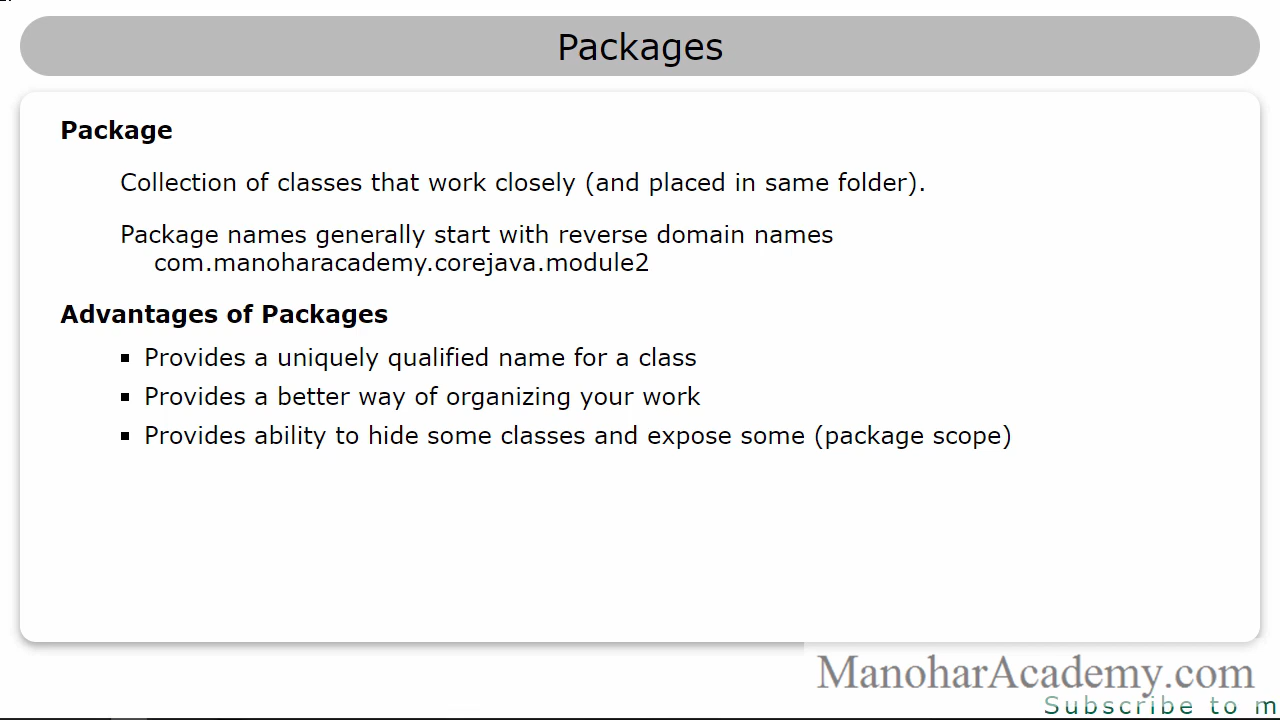 Packages
Package
Collection of classes that work closely (and placed in same folder).
Package names generally start with reverse domain names
com.manoharacademy.corejava.module2
Advantages of Packages
▪ Provides a uniquely qualified name for a class
▪ Provides a better way of organizing your work
▪ Provides ability to hide some classes and expose some (package scope)
ManoharAcademy.com
Subscribe to m